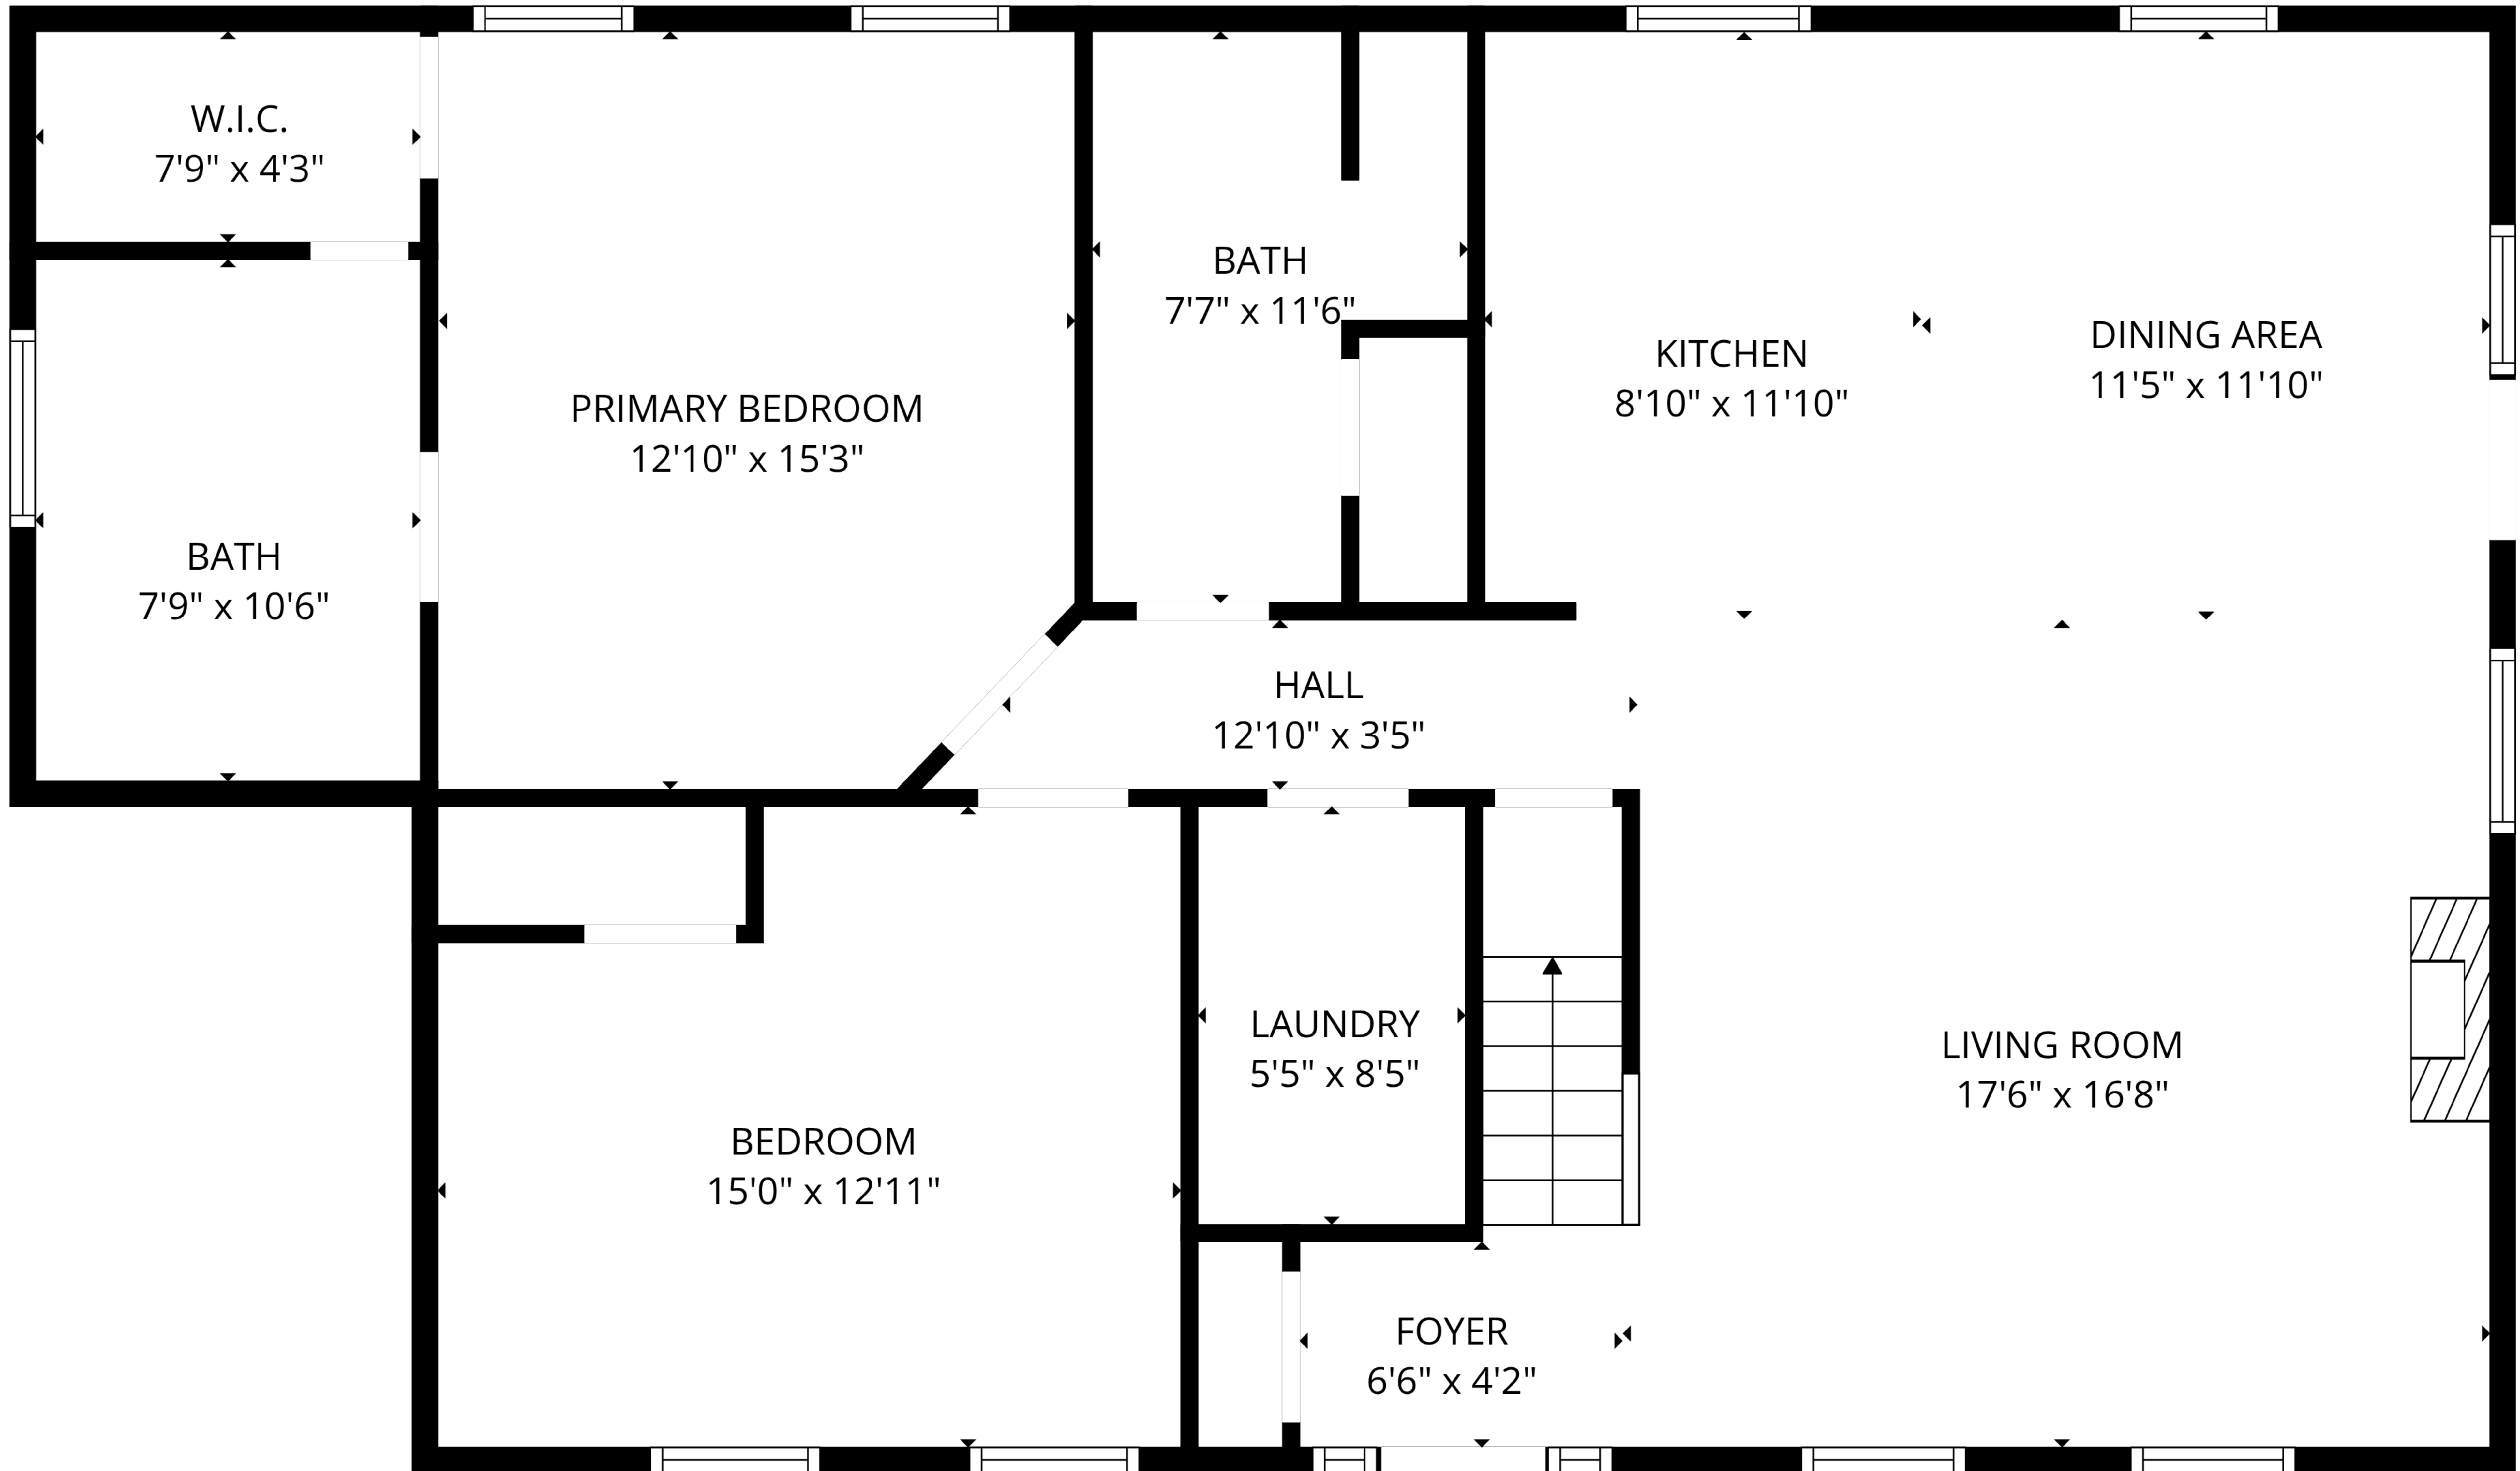 W.I.C.
7'9" x 4'3"
BATH
7'7" x 11'6"
DINING AREA
11'5" x 11'10"
KITCHEN
8'10" x 11'10"
PRIMARY BEDROOM
12'10" x 15'3"
BATH
7'9" x 10'6"
HALL
12'10" x 3'5"
LAUNDRY
5'5" x 8'5"
LIVING ROOM
17'6" x 16'8"
BEDROOM
15'0" x 12'11"
FOYER
6'6" x 4'2"